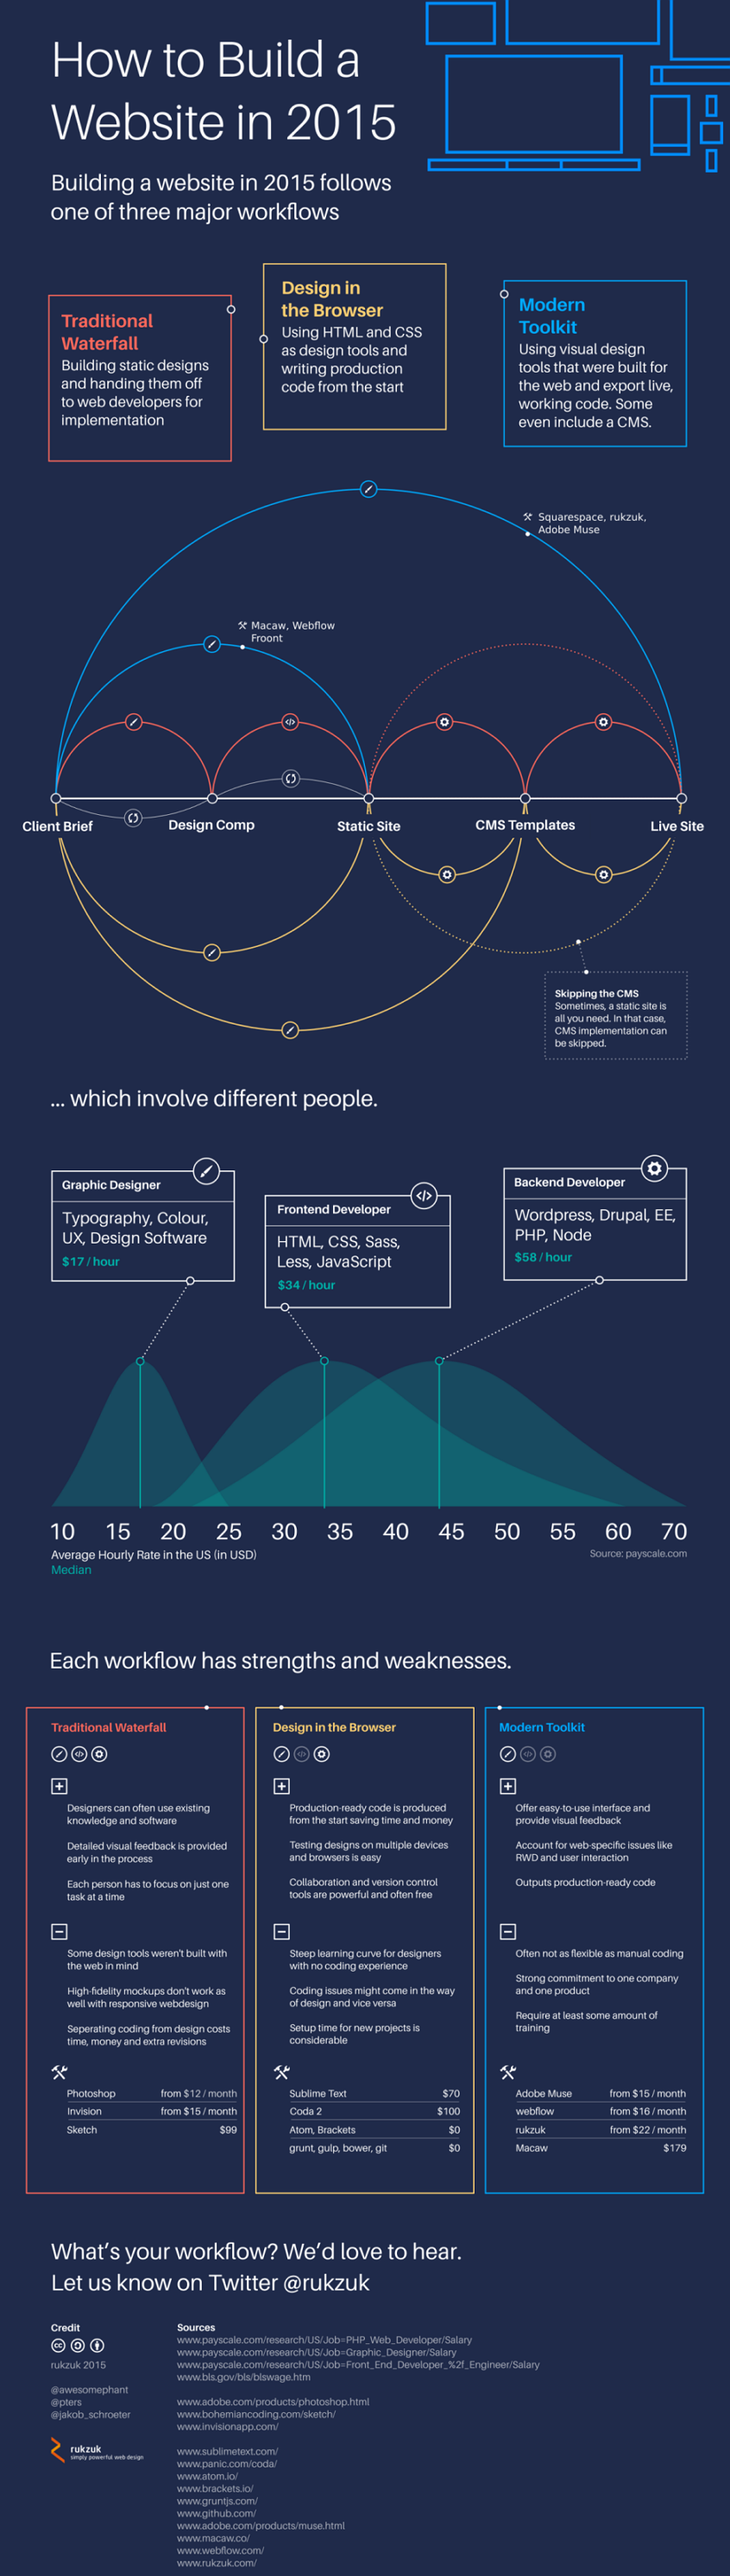 How to Build a
Website in 2015
Building a website in 2015 follows
one of three major workflows
Traditional
Waterfall
Building static designs
and handing them off
to web developers for
implementation
Design in
the Browser
Using HTML and CSS
as design tools and
writing production
code from the start
Modern
Toolkit
Using visual design
tools that were built for
the web and export live,
working code. Some
even include a CMS.
Squarespace, rukzuk,
Adobe Muse
Macaw, Webflow
Froont
Client Brief
Design Comp
Static Site
CMS Templates
Live Site
Skipping the CMS
Sometimes, a static site is
all you need. In that case,
CMS implementation can
be skipped.
... which involve different people.
Graphic Designer
Typography, Colour,
UX, Design Software
$17 / hour
Frontend Developer
HTML, CSS, Sass,
Less, JavaScript
$34 / hour
Backend Developer
Wordpress, Drupal, EE,
PHP, Node
$58 / hour
10 15 20 25 30 35 40 45 50 55 60 70
Average Hourly Rate in the US (in USD)
Median
Source: payscale.com
Each workflow has strengths and weaknesses.
Traditional Waterfall
Designers can often use existing
knowledge and software
Detailed visual feedback is provided
early in the process
Each person has to focus on just one
task at a time
Some design tools weren't built with
the web in mind
High-fidelity mockups don't work as
well with responsive webdesign
Seperating coding from design costs
time, money and extra revisions
Photoshop from $12 / month
Invision from $15 / month
Sketch $99
Design in the Browser
Production-ready code is produced
from the start saving time and money
Testing designs on multiple devices
and browsers is easy
Collaboration and version control
tools are powerful and often free
Steep learning curve for designers
with no coding experience
Coding issues might come in the way
of design and vice versa
Setup time for new projects is
considerable
Sublime Text $70
Coda 2 $100
Atom, Brackets $0
grunt, gulp, bower, git $0
Modern Toolkit
Offer easy-to-use interface and
provide visual feedback
Account for web-specific issues like
RWD and user interaction
Outputs production-ready code
Often not as flexible as manual coding
Strong commitment to one company
and one product
Require at least some amount of
training
Adobe Muse from $15 / month
webflow from $16 / month
rukzuk from $22 / month
Macaw $179
What's your workflow? We'd love to hear.
Let us know on Twitter @rukzuk
Credit
rukzuk 2015
@awesomephant
@pters
@jakob_schroeter
rukzuk
simply powerful web design
Sources
www.payscale.com/research/US/Job=PHP_Web_Developer/Salary
www.payscale.com/research/US/Job=Graphic_Designer/Salary
www.payscale.com/research/US/Job=Front_End_Developer_%2f_Engineer/Salary
www.bls.gov/bls/blswage.htm
www.adobe.com/products/photoshop.html
www.bohemiancoding.com/sketch/
www.invisionapp.com/
www.sublimetext.com/
www.panic.com/coda/
www.atom.io/
www.brackets.io/
www.gruntjs.com/
www.github.com/
www.adobe.com/products/muse.html
www.macaw.co/
www.webflow.com/
www.rukzuk.com/